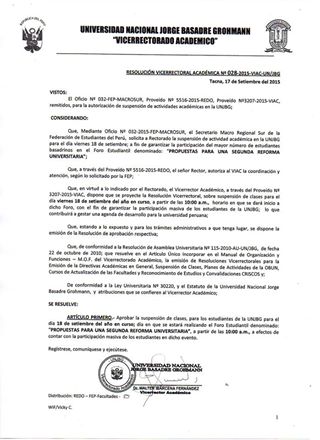 UNIVERSIDAD NACIONAL JORGE BASADRE GROHMANN
"VICERRECTORADO ACADEMICO"
RESOLUCIÓN VICERRECTORAL ACADÉMICA Nº 028-2015-VIAC-UN/JBG
Tacna, 17 de Setiembre del 2015
VISTOS:
El Oficio Nº 032-FEP-MACROSUR, Proveído Nº 5516-2015-REDO, Proveído Nº3207-2015-VIAC,
remitidos, para la autorización de suspensión de actividades académicas en la UN/JBG;
CONSIDERANDO:
Que, Mediante Oficio Nº 032-2015-FEP-MACROSUR, el Secretario Macro Regional Sur de la
Federación de Estudiantes del Perú, solicita a Rectorado la suspensión de actividad académica en la UN/JBG
para el día viernes 18 de setiembre; a fin de garantizar la participación del mayor número de estudiantes
basadrinos en el Foro Estudiantil denominado: "PROPUESTAS PARA UNA SEGUNDA REFORMA
UNIVERSITARIA";
Que, a través del Proveído Nº 5516-2015-REDO, el señor Rector, autoriza al VIAC la coordinación y
atención, según lo solicitado por la FEP;
Que, en virtud a lo indicado por el Rectorado, el Vicerrector Académico, a través del Proveído Nº
3207-2015-VIAC, dispone que se proyecte la Resolución Vicerrectoral, sobre suspensión de clases para el
día viernes 18 de setiembre del año en curso, a partir de las 10:00 a.m., horario en que se dará inicio a
dicho Foro, con el fin de garantizar la participación masiva de los estudiantes de la UN/JBG; lo que
contribuirá a gestar una agenda de desarrollo para la universidad peruana;
Que, estando a lo expuesto y para los trámites administrativos a que tenga lugar, se dispone la
emisión de la Resolución de aprobación respectiva;
Que, de conformidad la Resolución de Asamblea Universitaria Nº 115-2010-AU-UN/JBG, de fecha
22 de octubre del 2010; que resuelve en el Artículo Único Incorporar en el Manual de Organización y
Funciones – M.O.F. del Vicerrectorado Académico, la emisión de Resoluciones Vicerrectorales para la
Emisión de la Directivas Académicas en General, Suspensión de Clases, Planes de Actividades de la OBUN,
Cursos de Actualización de las Facultades y Reconocimiento de Estudios y Convalidaciones CRISCOS y;
De conformidad a la Ley Universitaria Nº 30220, y el Estatuto de la Universidad Nacional Jorge
Basadre Grohmann, y atribuciones que se confieren al Vicerrector Académico;
SE RESUELVE:
ARTÍCULO PRIMERO.- Aprobar la suspensión de clases, para los estudiantes de la UN/JBG para el
día 18 de setiembre del año en curso; día en que se estará realizando el Foro Estudiantil denominado:
"PROPUESTAS PARA UNA SEGUNDA REFORMA UNIVERSITARIA", a partir de las 10:00 a.m., a efectos de
contar con la participación masiva de los estudiantes en dicho evento.
Regístrese, comuníquese y ejecútese.
UNIVERSIDAD NACIONAL
JORGE BASADRE GROHMANN
Dr. WALTER IBARCENA FERNÁNDEZ
Vicerrector Académico
Distribución: REDO – FEP-Facultades -
WIF/Vicky C.